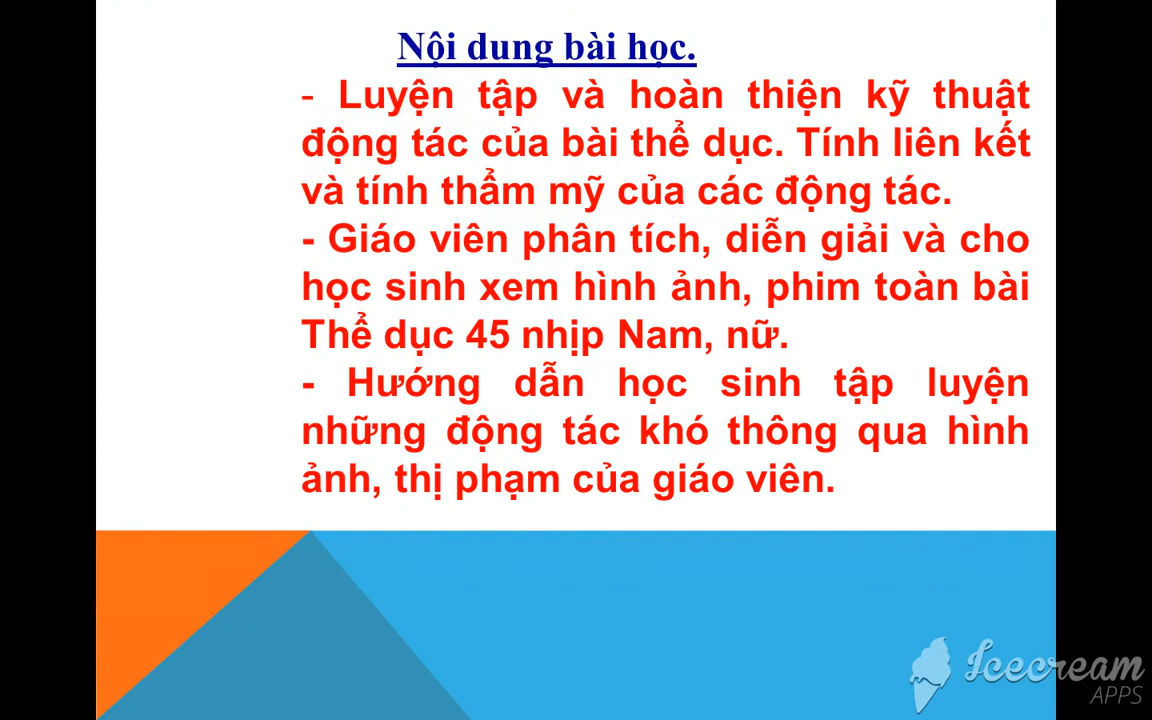 Nội dung bài học.
- Luyện tập và hoàn thiện kỹ thuật
động tác của bài thể dục. Tính liên kết
và tính thẩm mỹ của các động tác.
- Giáo viên phân tích, diễn giải và cho
học sinh xem hình ảnh, phim toàn bài
Thể dục 45 nhịp Nam, nữ.
- Hướng dẫn học sinh tập luyện
những động tác khó thông qua hình
ảnh, thị phạm của giáo viên.
Icecream
APPS